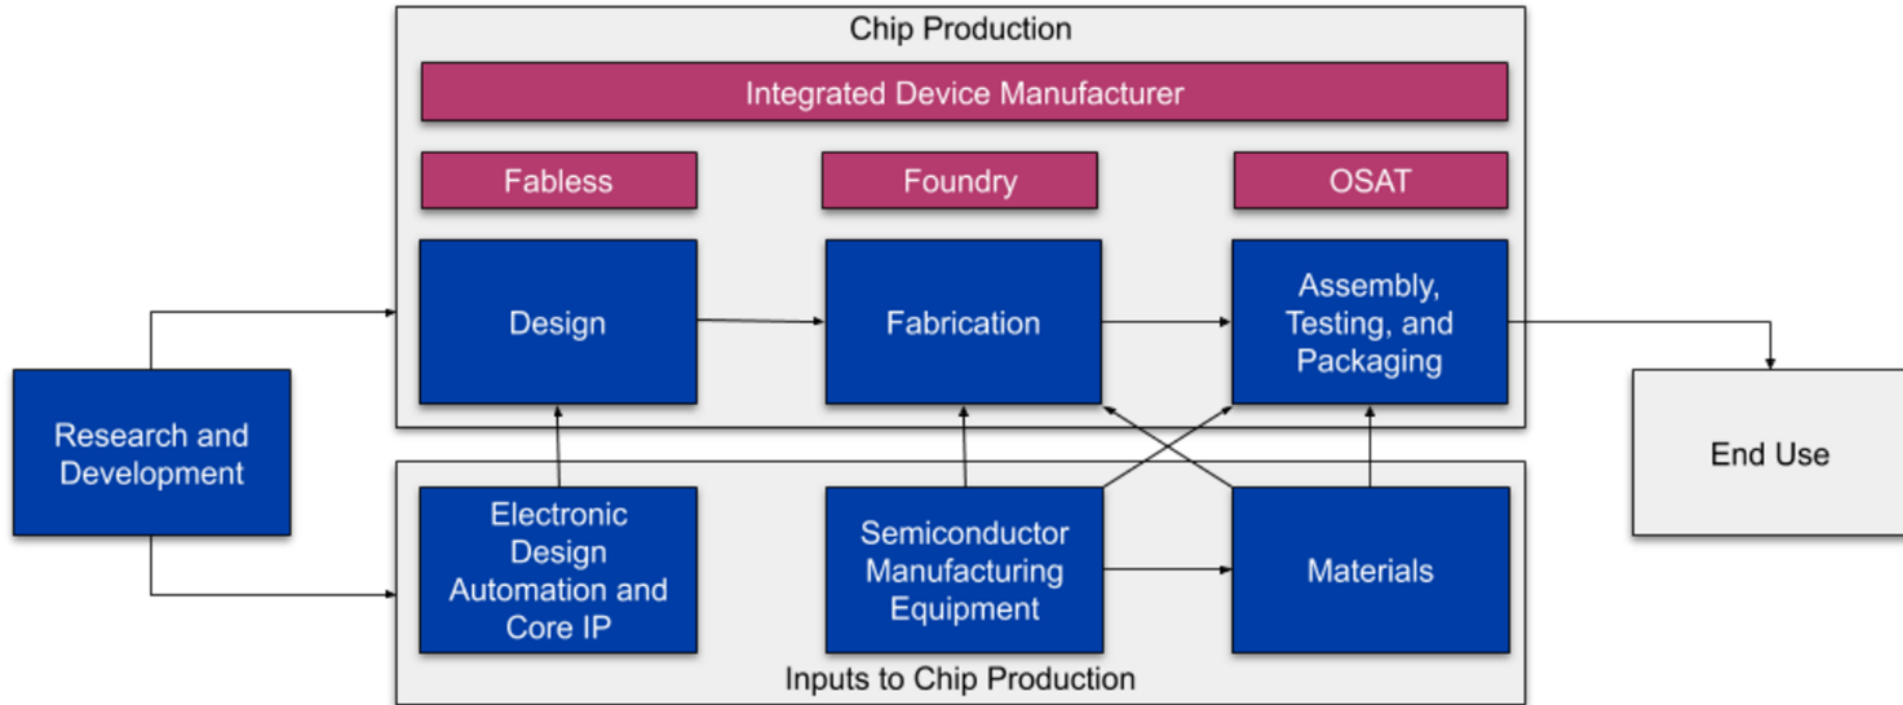 Chip Production
Integrated Device Manufacturer
Fabless
Foundry
OSAT
Design
Fabrication
Assembly,
Testing, and
Packaging
Research and
Development
End Use
Electronic
Design
Automation and
Core IP
Semiconductor
Manufacturing
Equipment
Materials
Inputs to Chip Production